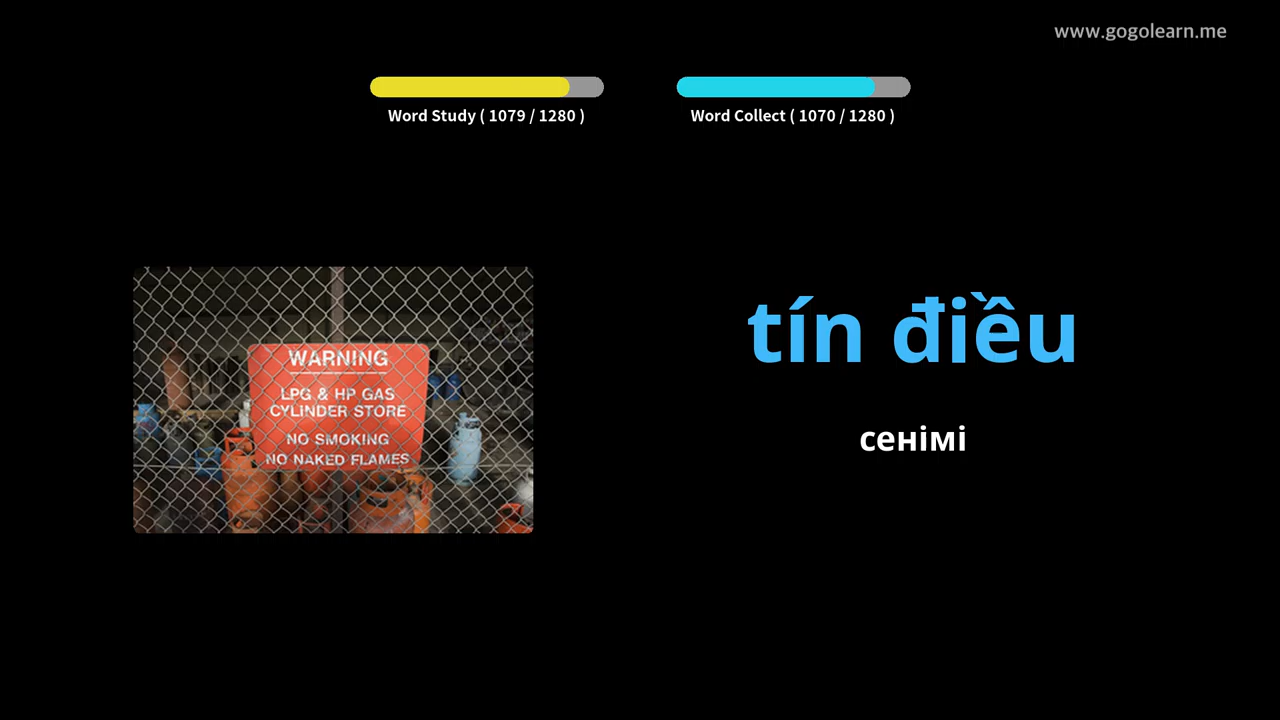 www.gogolearn.me
Word Study ( 1079 / 1280 )
Word Collect ( 1070 / 1280 )
WARNING
LPG & HP GAS
CYLINDER STORE
NO SMOKING
NO NAKED FLAMES
tín điều
сенімі